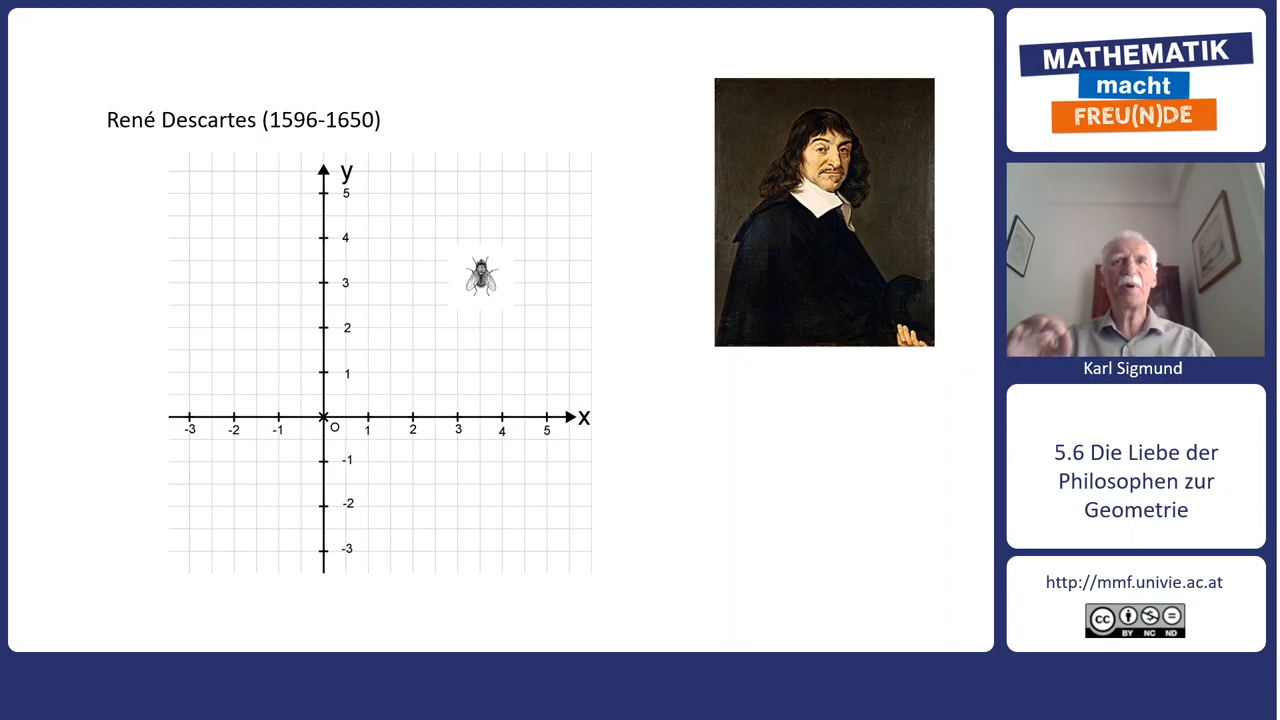 René Descartes (1596-1650)
y
5
4
3
2
1
-3 -2 -1 O 1 2 3 4 5 x
-1
-2
-3
MATHEMATIK
macht
FREU(N)DE
Karl Sigmund
5.6 Die Liebe der
Philosophen zur
Geometrie
http://mmf.univie.ac.at
cc
BY NC ND